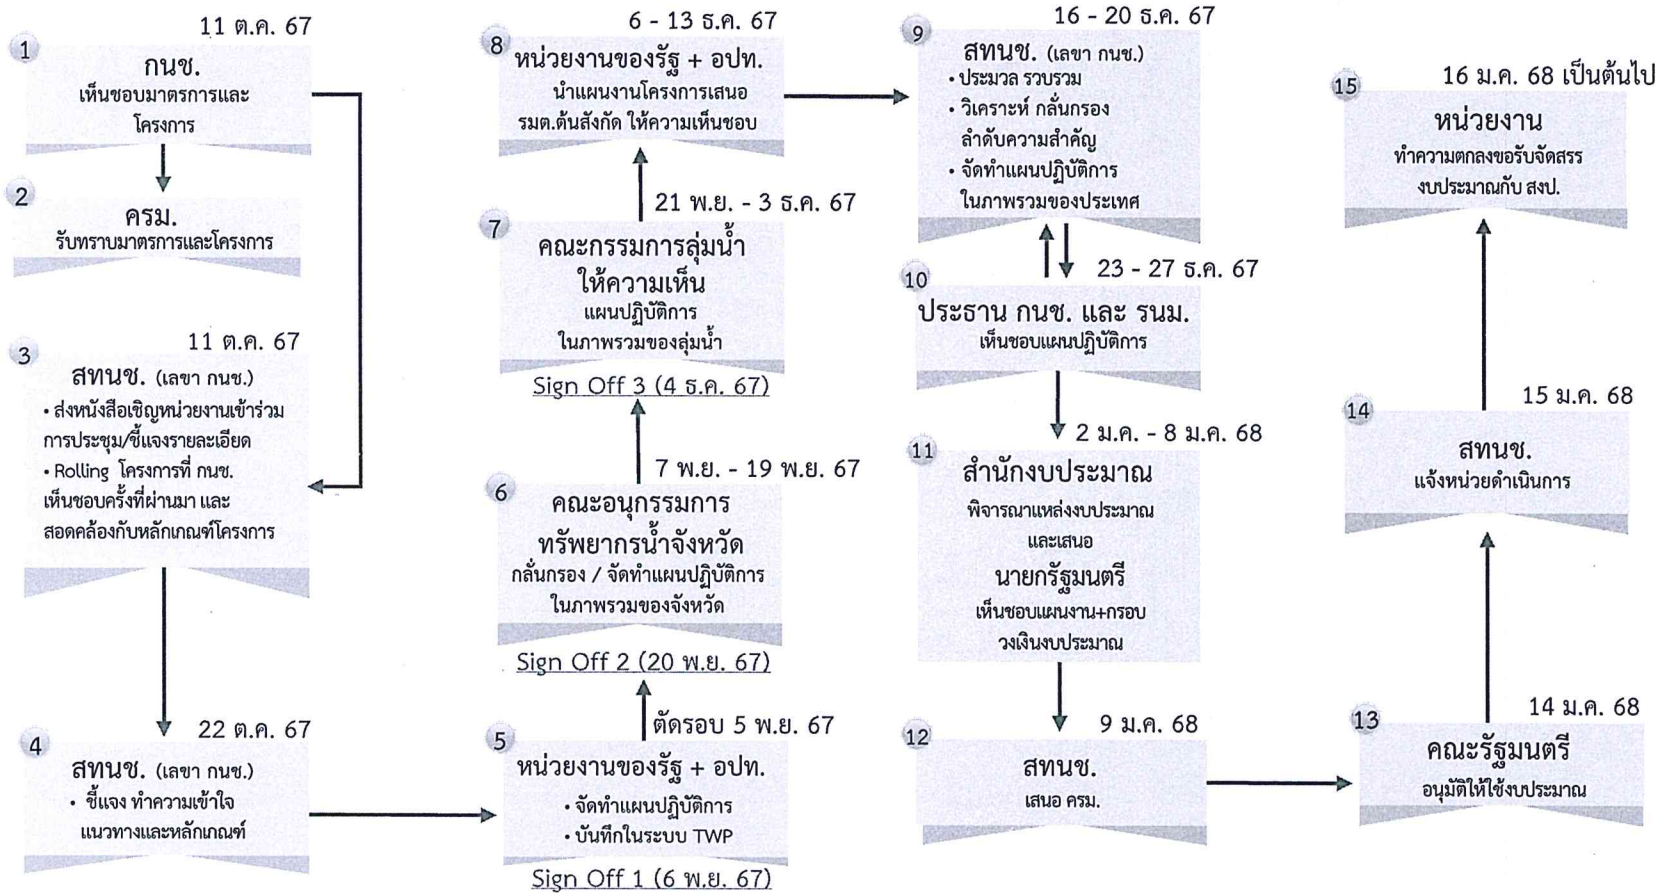 1
11 ต.ค. 67
กนช.
เห็นชอบมาตรการและ
โครงการ
2
ครม.
รับทราบมาตรการและโครงการ
3
11 ต.ค. 67
สทนช. (เลขา กนช.)
• ส่งหนังสือเชิญหน่วยงานเข้าร่วม
การประชุม/ชี้แจงรายละเอียด
• Rolling โครงการที่ กนช.
เห็นชอบครั้งที่ผ่านมา และ
สอดคล้องกับหลักเกณฑ์โครงการ
4
22 ต.ค. 67
สทนช. (เลขา กนช.)
• ชี้แจง ทำความเข้าใจ
แนวทางและหลักเกณฑ์
5
ตัดรอบ 5 พ.ย. 67
หน่วยงานของรัฐ + อปท.
• จัดทำแผนปฏิบัติการ
• บันทึกในระบบ TWP
Sign Off 1 (6 พ.ย. 67)
6
7 พ.ย. - 19 พ.ย. 67
คณะอนุกรรมการ
ทรัพยากรน้ำจังหวัด
กลั่นกรอง / จัดทำแผนปฏิบัติการ
ในภาพรวมของจังหวัด
Sign Off 2 (20 พ.ย. 67)
7
21 พ.ย. - 3 ธ.ค. 67
คณะกรรมการลุ่มน้ำ
ให้ความเห็น
แผนปฏิบัติการ
ในภาพรวมของลุ่มน้ำ
Sign Off 3 (4 ธ.ค. 67)
8
6 - 13 ธ.ค. 67
หน่วยงานของรัฐ + อปท.
นำแผนงานโครงการเสนอ
รมต.ต้นสังกัด ให้ความเห็นชอบ
9
16 - 20 ธ.ค. 67
สทนช. (เลขา กนช.)
• ประมวล รวบรวม
• วิเคราะห์ กลั่นกรอง
ลำดับความสำคัญ
• จัดทำแผนปฏิบัติการ
ในภาพรวมของประเทศ
10
23 - 27 ธ.ค. 67
ประธาน กนช. และ รนม.
เห็นชอบแผนปฏิบัติการ
11
2 ม.ค. - 8 ม.ค. 68
สำนักงบประมาณ
พิจารณาแหล่งงบประมาณ
และเสนอ
นายกรัฐมนตรี
เห็นชอบแผนงาน+กรอบ
วงเงินงบประมาณ
12
9 ม.ค. 68
สทนช.
เสนอ ครม.
13
14 ม.ค. 68
คณะรัฐมนตรี
อนุมัติให้ใช้งบประมาณ
14
15 ม.ค. 68
สทนช.
แจ้งหน่วยดำเนินการ
15
16 ม.ค. 68 เป็นต้นไป
หน่วยงาน
ทำความตกลงขอรับจัดสรร
งบประมาณกับ สงป.